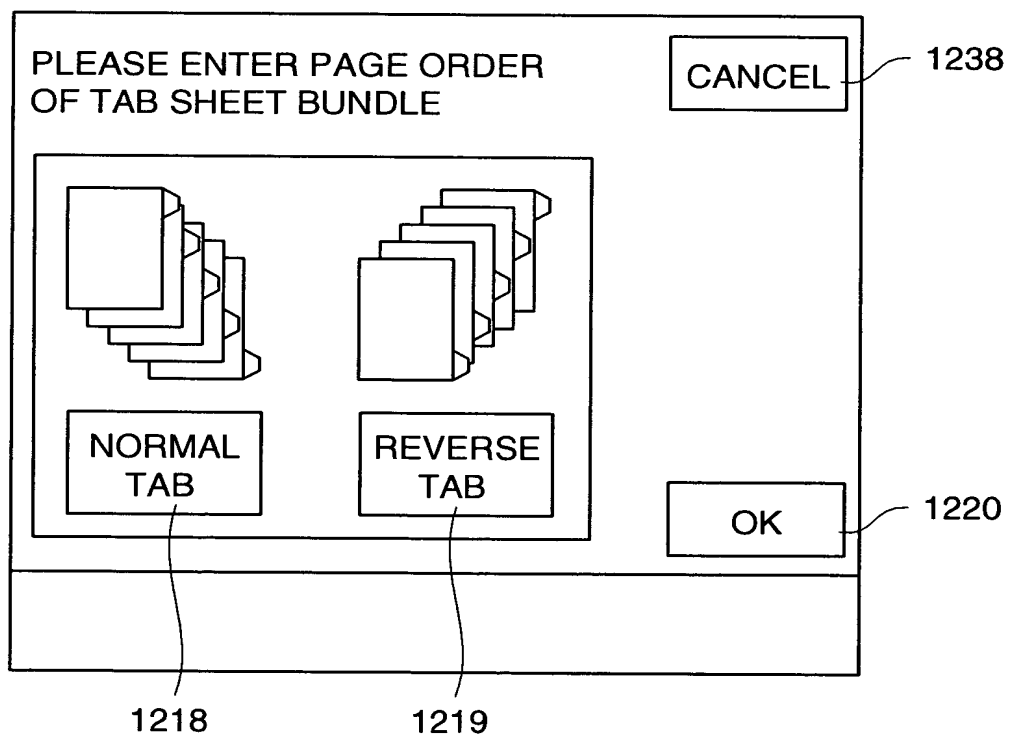 PLEASE ENTER PAGE ORDER
OF TAB SHEET BUNDLE
CANCEL
1238
NORMAL
TAB
REVERSE
TAB
OK
1220
1218
1219